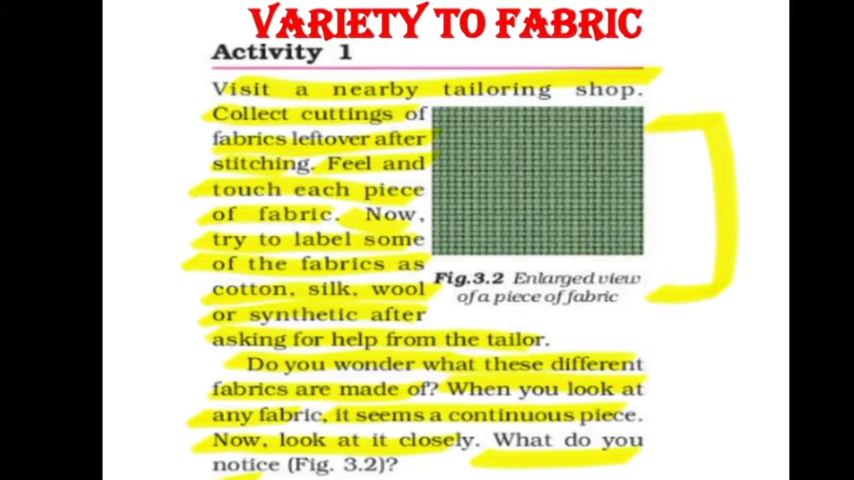 VARIETY TO FABRIC
Activity 1
Visit a nearby tailoring shop.
Collect cuttings of
fabrics leftover after
stitching. Feel and
touch each piece
of fabric. Now,
try to label some
of the fabrics as
cotton, silk, wool
or synthetic after
asking for help from the tailor.
Fig.3.2 Enlarged view
of a piece of fabric
Do you wonder what these different
fabrics are made of? When you look at
any fabric, it seems a continuous piece.
Now, look at it closely. What do you
notice (Fig. 3.2)?